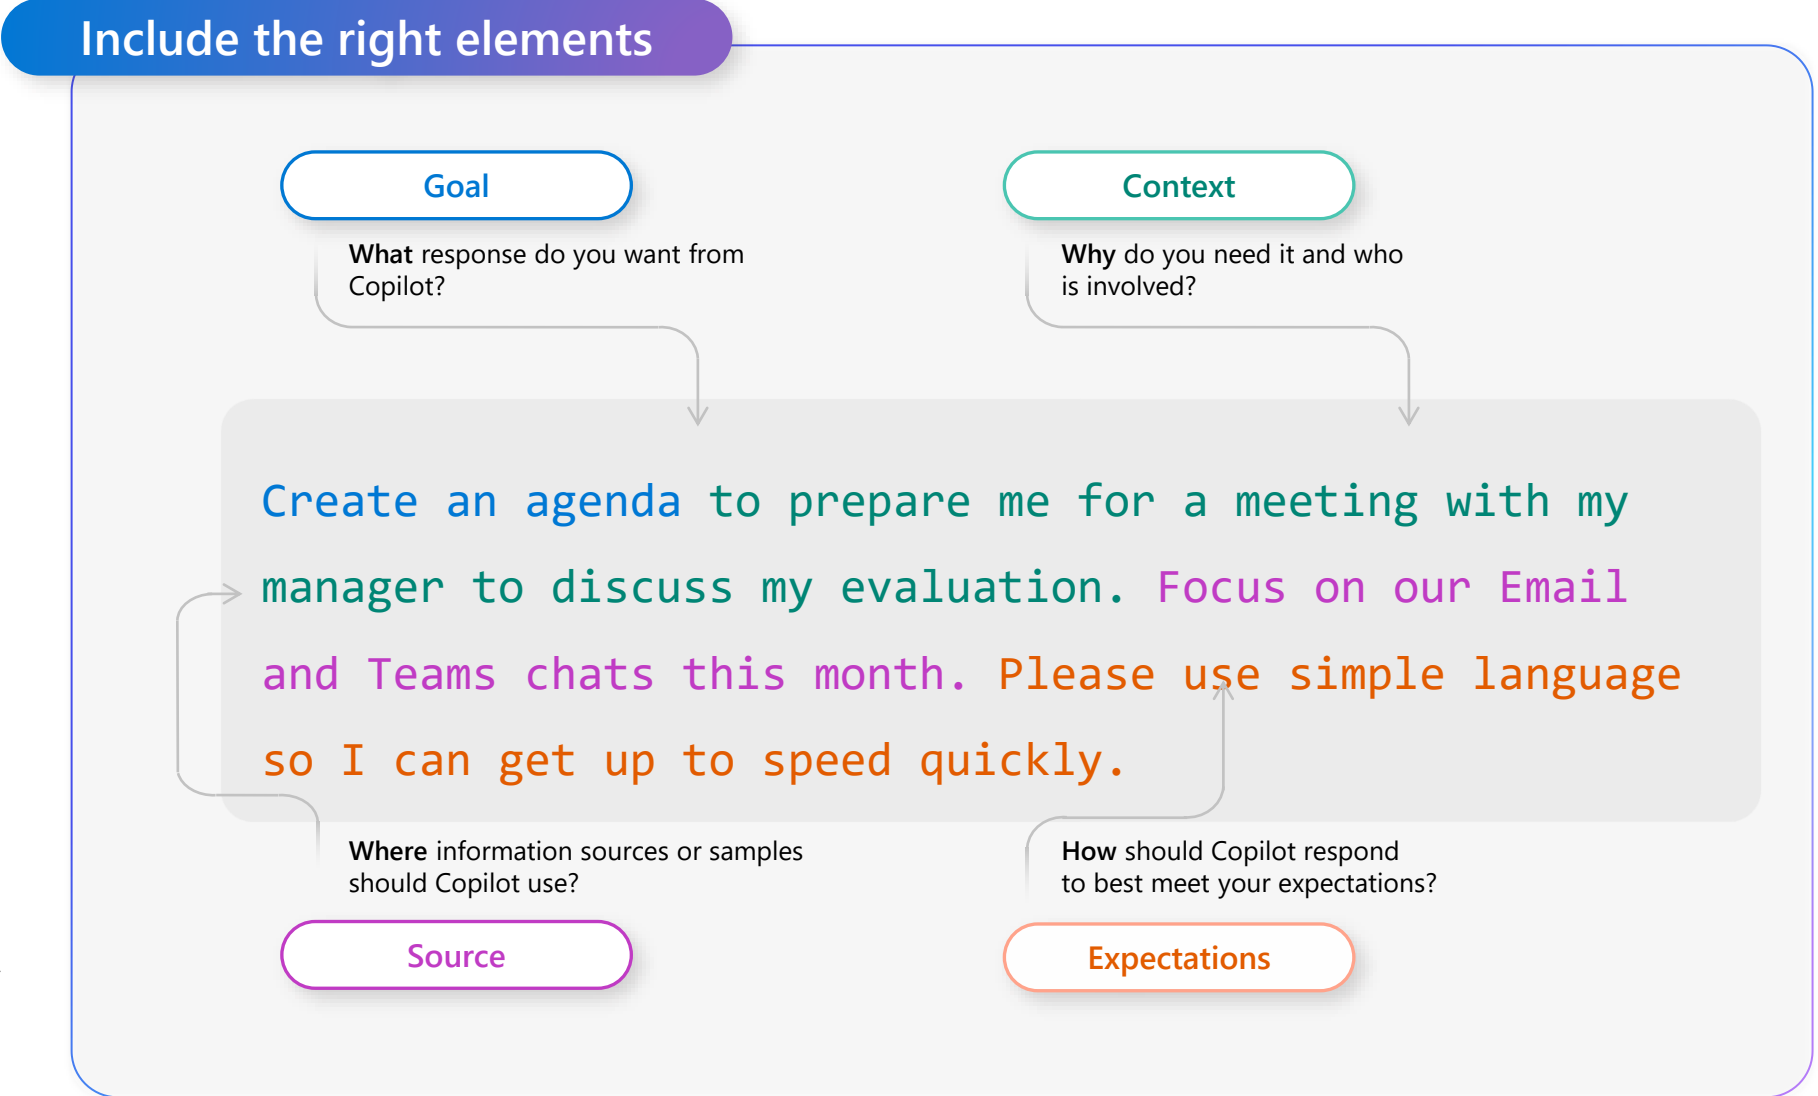 Include the right elements
Goal
What response do you want from
Copilot?
Context
Why do you need it and who
is involved?
Create an agenda to prepare me for a meeting with my
manager to discuss my evaluation. Focus on our Email
and Teams chats this month. Please use simple language
so I can get up to speed quickly.
Where information sources or samples
should Copilot use?
Source
How should Copilot respond
to best meet your expectations?
Expectations